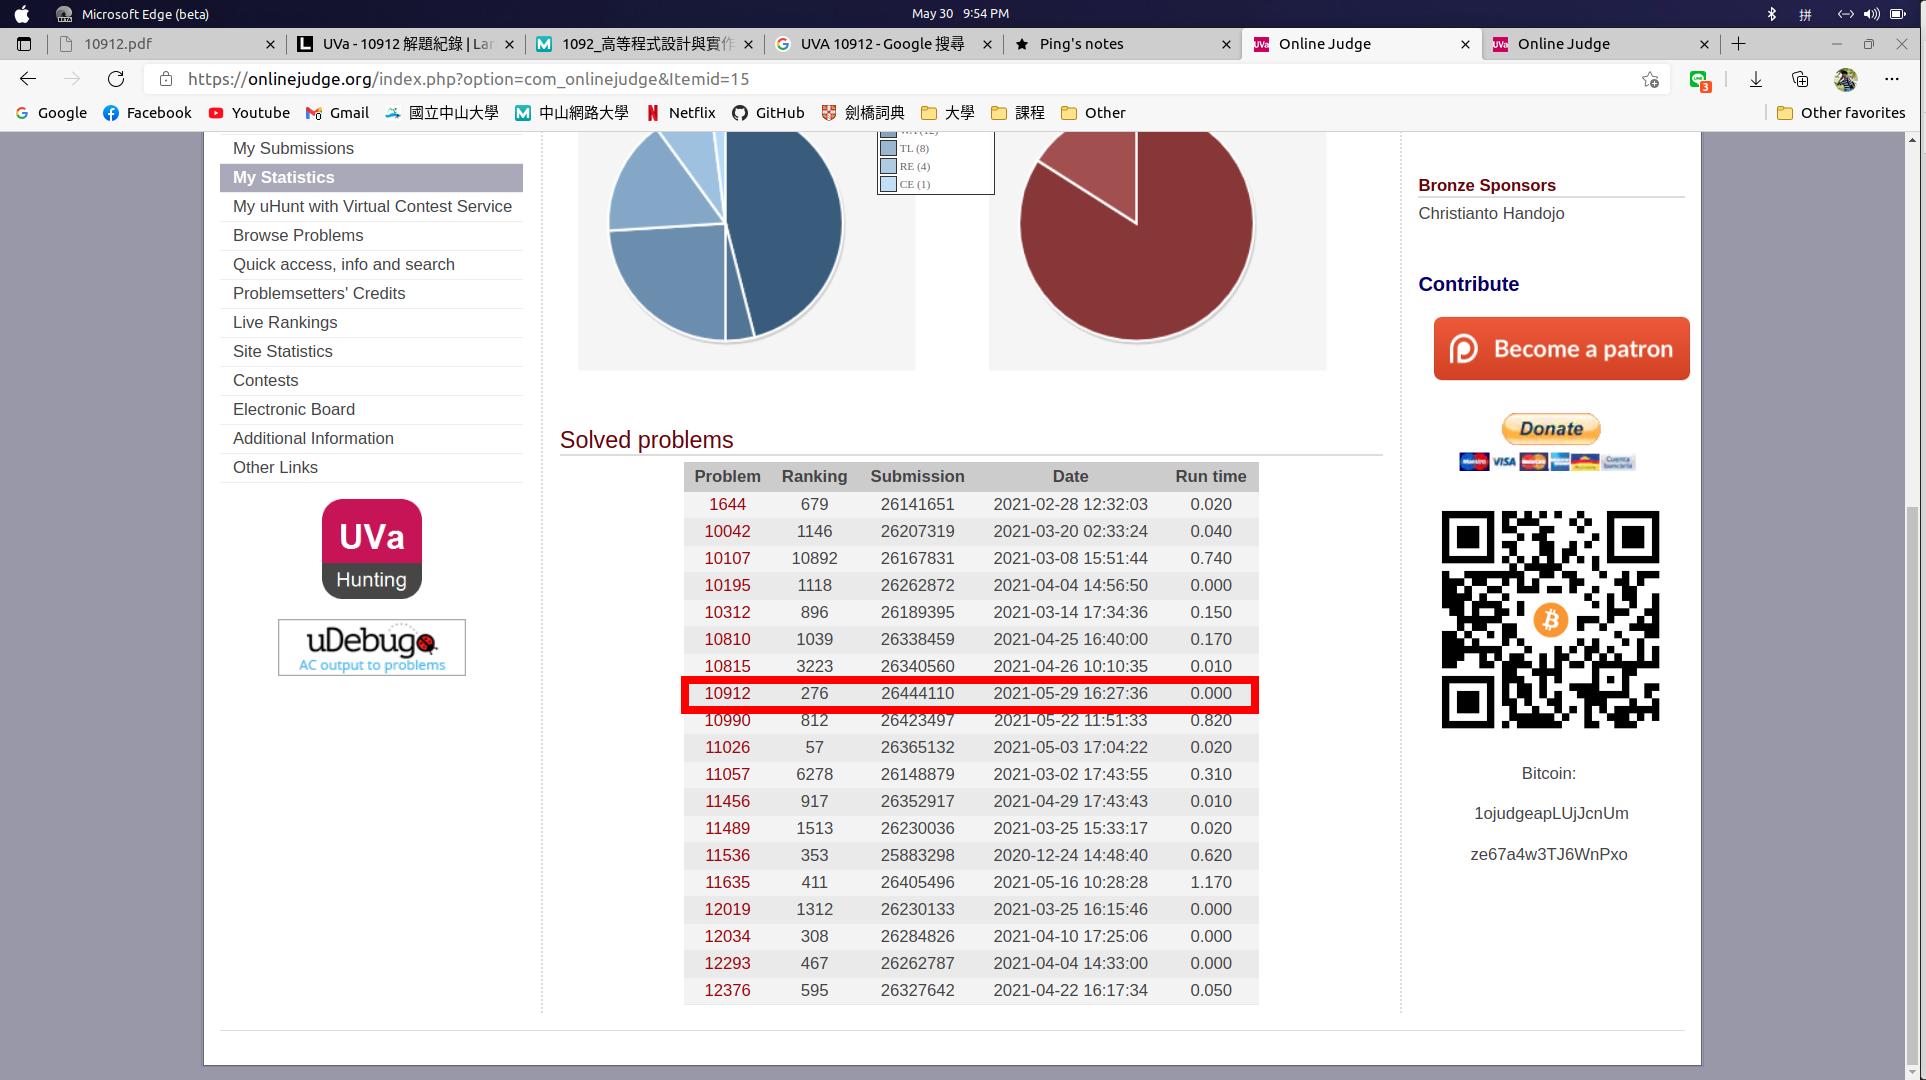 Microsoft Edge (beta)
May 30 9:54 PM
拼
10912.pdf
UVa - 10912 解題紀錄 | Lar
1092_高等程式設計與實作
UVA 10912 - Google 搜尋
Ping's notes
UVa Online Judge
UVa Online Judge
https://onlinejudge.org/index.php?option=com_onlinejudge&Itemid=15
3
Google
Facebook
Youtube
Gmail
國立中山大學
中山網路大學
Netflix
GitHub
劍橋詞典
大學
課程
Other
Other favorites
My Submissions
My Statistics
My uHunt with Virtual Contest Service
Browse Problems
Quick access, info and search
Problemsetters' Credits
Live Rankings
Site Statistics
Contests
Electronic Board
Additional Information
Other Links
UVa
Hunting
uDebug
AC output to problems
TL (8)
RE (4)
CE (1)
Solved problems
Problem Ranking Submission Date Run time
1644 679 26141651 2021-02-28 12:32:03 0.020
10042 1146 26207319 2021-03-20 02:33:24 0.040
10107 10892 26167831 2021-03-08 15:51:44 0.740
10195 1118 26262872 2021-04-04 14:56:50 0.000
10312 896 26189395 2021-03-14 17:34:36 0.150
10810 1039 26338459 2021-04-25 16:40:00 0.170
10815 3223 26340560 2021-04-26 10:10:35 0.010
10912 276 26444110 2021-05-29 16:27:36 0.000
10990 812 26423497 2021-05-22 11:51:33 0.820
11026 57 26365132 2021-05-03 17:04:22 0.020
11057 6278 26148879 2021-03-02 17:43:55 0.310
11456 917 26352917 2021-04-29 17:43:43 0.010
11489 1513 26230036 2021-03-25 15:33:17 0.020
11536 353 25883298 2020-12-24 14:48:40 0.620
11635 411 26405496 2021-05-16 10:28:28 1.170
12019 1312 26230133 2021-03-25 16:15:46 0.000
12034 308 26284826 2021-04-10 17:25:06 0.000
12293 467 26262787 2021-04-04 14:33:00 0.000
12376 595 26327642 2021-04-22 16:17:34 0.050
Bronze Sponsors
Christianto Handojo
Contribute
Become a patron
Donate
Maestro VISA
Cuenta
bancaria
Bitcoin:
1ojudgeapLUjJcnUm
ze67a4w3TJ6WnPxo